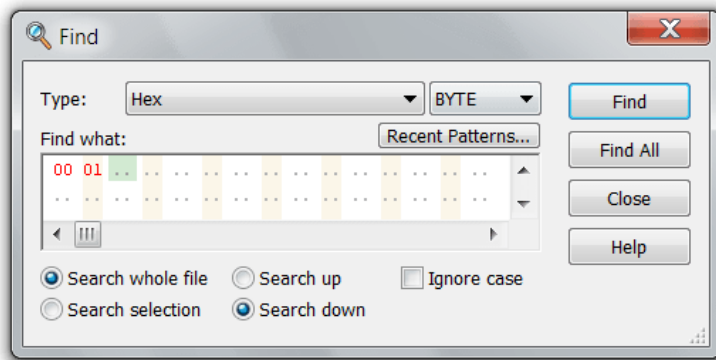 Find
X
Type: Hex BYTE Find
Find what: Recent Patterns...
Find All
00 01 .. .. .. .. .. .. .. .. .. .. .. .. ..
.. .. .. .. .. .. .. .. .. .. .. .. .. .. ..
Close
Help
Search whole file Search up Ignore case
Search selection Search down